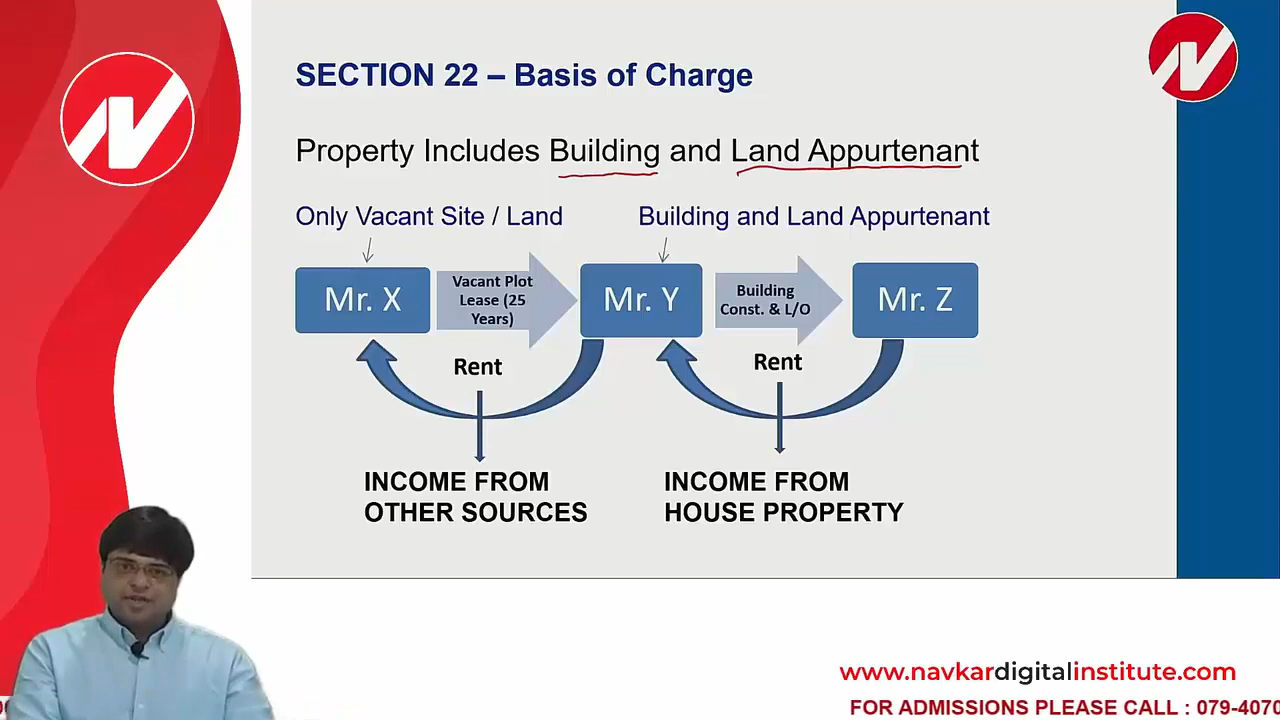 SECTION 22 – Basis of Charge
Property Includes Building and Land Appurtenant
Only Vacant Site / Land
Building and Land Appurtenant
Mr. X
Vacant Plot
Lease (25
Years)
Mr. Y
Building
Const. & L/O
Mr. Z
Rent
Rent
INCOME FROM
OTHER SOURCES
INCOME FROM
HOUSE PROPERTY
www.navkardigitalinstitute.com
FOR ADMISSIONS PLEASE CALL : 079-4070